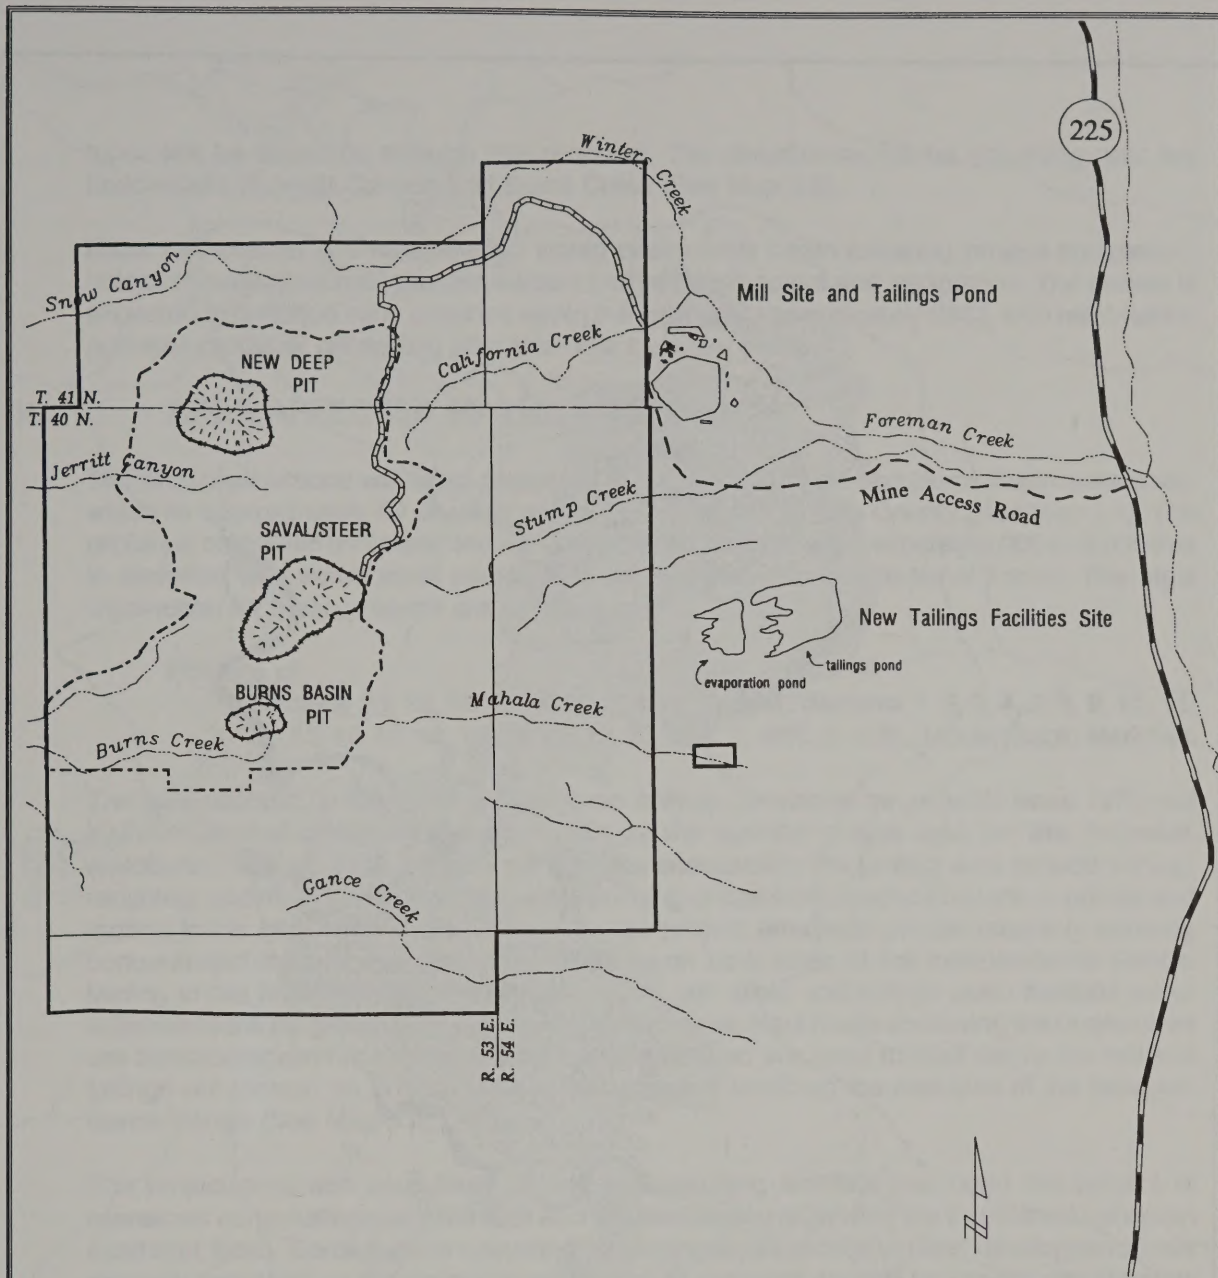 225
Winters
Creek
Snow Canyon
Mill Site and Tailings Pond
California Creek
NEW DEEP
PIT
T. 41 N.
T. 40 N.
Foreman Creek
Jerritt Canyon
Mine Access Road
Stump Creek
SAVAL/STEER
PIT
New Tailings Facilities Site
tailings pond
evaporation pond
BURNS BASIN
PIT
Mahala Creek
Burns Creek
Gance Creek
R. 53 E.
R. 54 E.
N